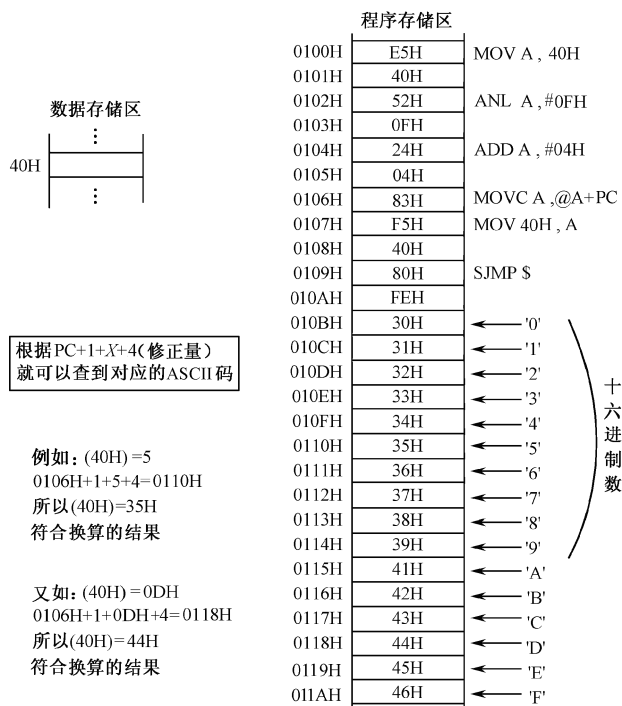 程序存储区
0100H E5H MOV A , 40H
0101H 40H
0102H 52H ANL A , #0FH
0103H 0FH
0104H 24H ADD A , #04H
0105H 04H
0106H 83H MOVC A ,@A+PC
0107H F5H MOV 40H , A
0108H 40H
0109H 80H SJMP $
010AH FEH
010BH 30H '0'
010CH 31H '1'
010DH 32H '2'
010EH 33H '3'
010FH 34H '4'
0110H 35H '5'
0111H 36H '6'
0112H 37H '7'
0113H 38H '8'
0114H 39H '9'
0115H 41H 'A'
0116H 42H 'B'
0117H 43H 'C'
0118H 44H 'D'
0119H 45H 'E'
011AH 46H 'F'
十六进制数
数据存储区
⋮
40H
⋮
根据PC+1+X+4(修正量)
就可以查到对应的ASCII码
例如: (40H) =5
0106H+1+5+4=0110H
所以(40H)=35H
符合换算的结果
又如: (40H) =0DH
0106H+1+0DH+4=0118H
所以(40H)=44H
符合换算的结果